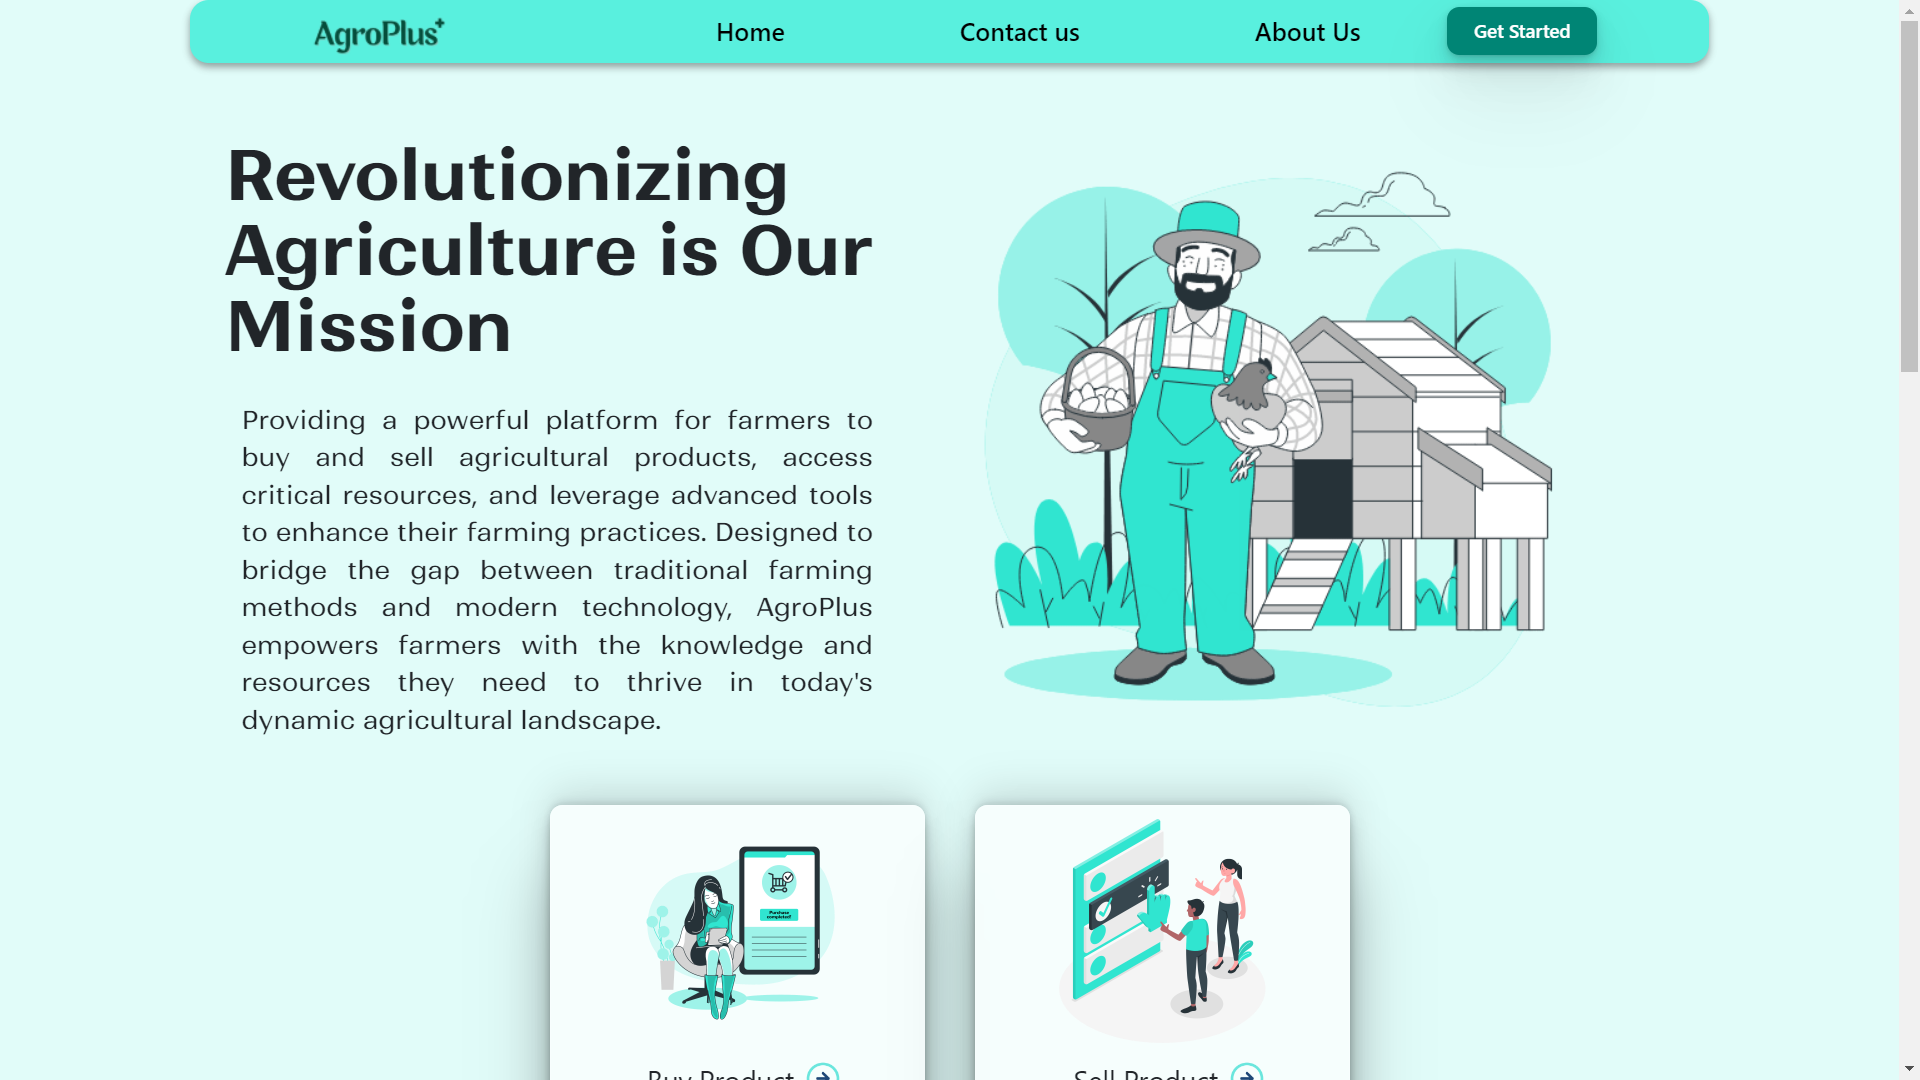 AgroPlus+
Home
Contact us
About Us
Get Started
Revolutionizing
Agriculture is Our
Mission
Providing a powerful platform for farmers to
buy and sell agricultural products, access
critical resources, and leverage advanced tools
to enhance their farming practices. Designed to
bridge the gap between traditional farming
methods and modern technology, AgroPlus
empowers farmers with the knowledge and
resources they need to thrive in today's
dynamic agricultural landscape.
Purchase
completed!
Buy Product
Sell Product